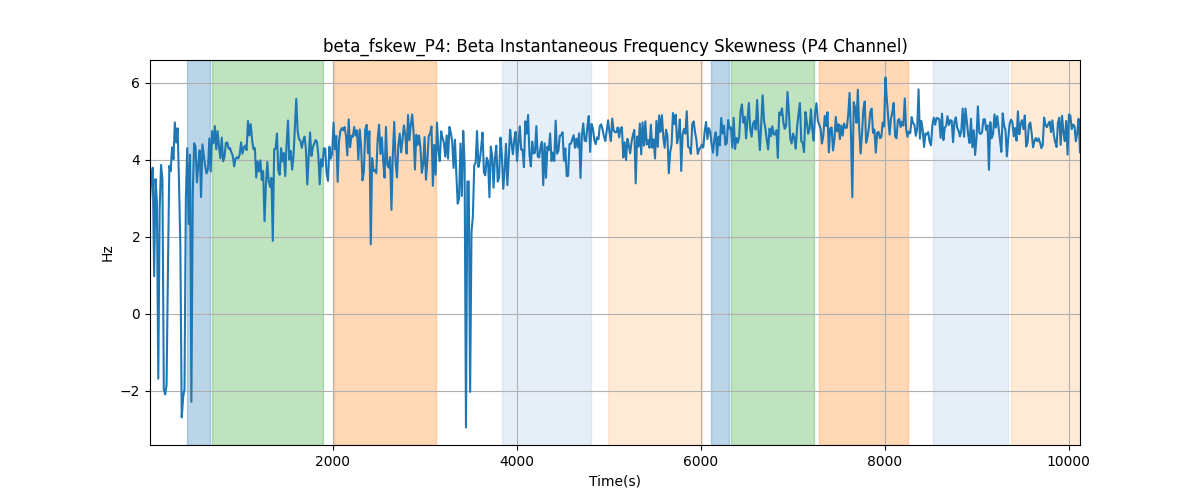 beta_fskew_P4: Beta Instantaneous Frequency Skewness (P4 Channel)
6
4
2
0
−2
Hz
2000 4000 6000 8000 10000
Time(s)